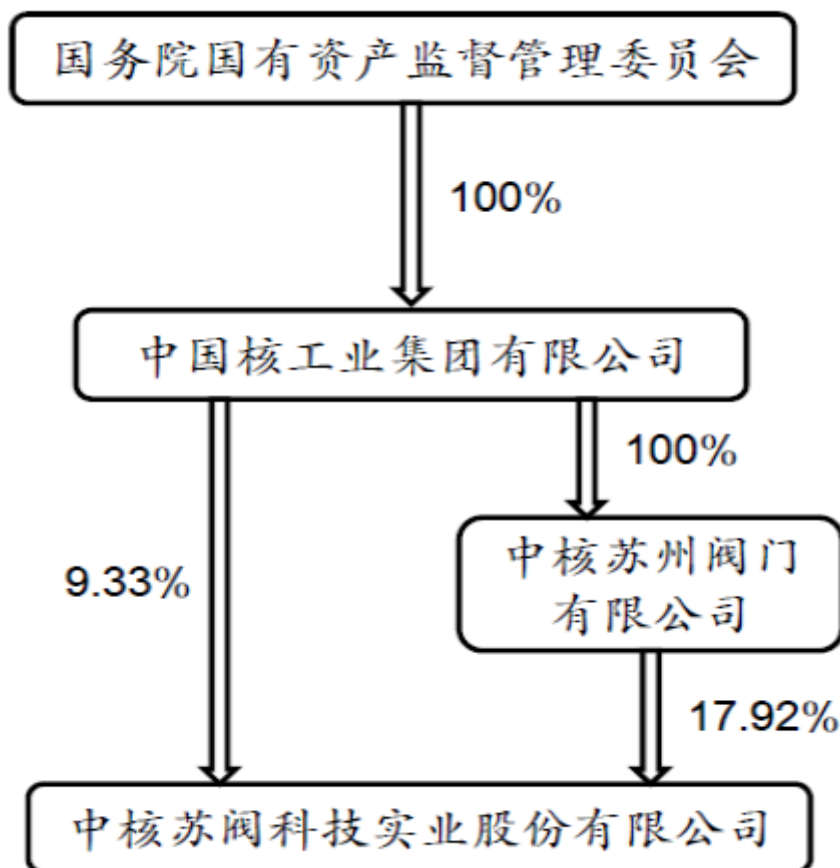 国务院国有资产监督管理委员会
100%
中国核工业集团有限公司
100%
9.33%
中核苏州阀门
有限公司
17.92%
中核苏阀科技实业股份有限公司